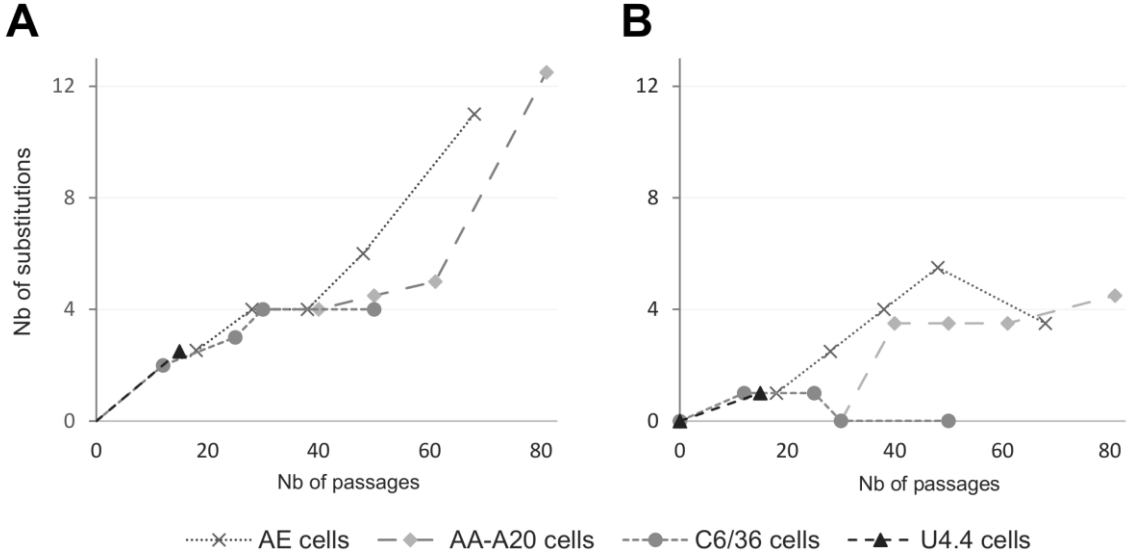 A
B
12
8
4
0
Nb of substitutions
0 20 40 60 80
Nb of passages
12
8
4
0
0 20 40 60 80
Nb of passages
AE cells AA-A20 cells C6/36 cells U4.4 cells